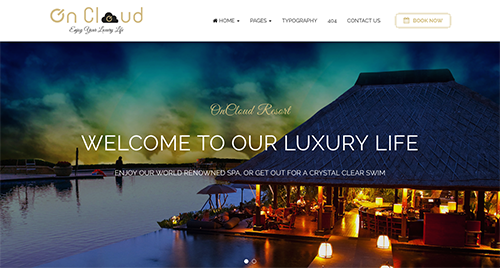 On Cloud
Enjoy Your Luxury Life
HOME PAGES TYPOGRAPHY 404 CONTACT US BOOK NOW
OnCloud Resort
WELCOME TO OUR LUXURY LIFE
ENJOY OUR WORLD RENOWNED SPA, OR GET OUT FOR A CRYSTAL CLEAR SWIM